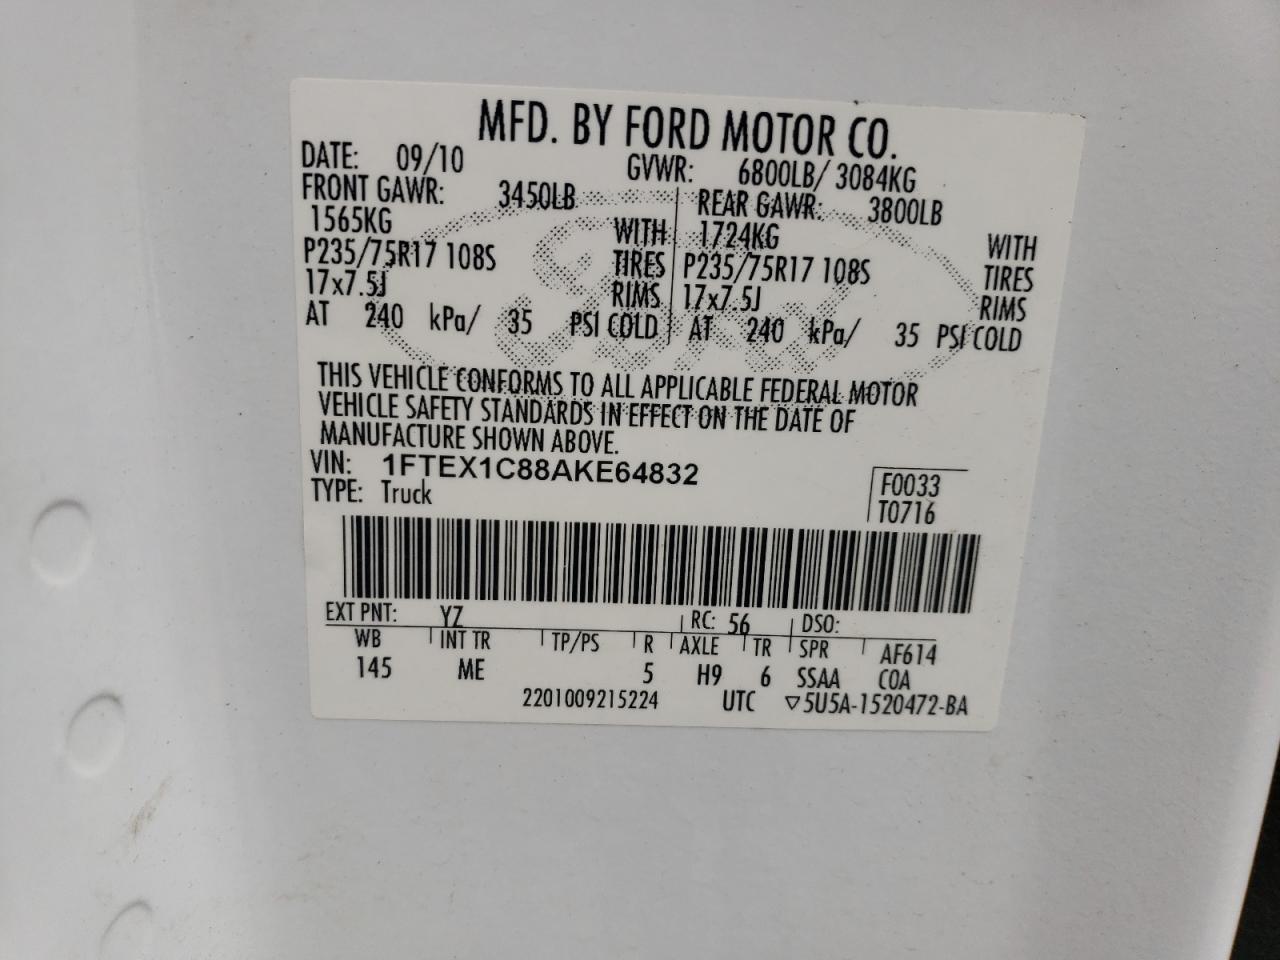 MFD. BY FORD MOTOR CO.
DATE: 09/10 GVWR: 6800LB/ 3084KG
FRONT GAWR: 3450LB REAR GAWR: 3800LB
1565KG WITH 1724KG WITH
P235/75R17 108S TIRES P235/75R17 108S TIRES
17x7.5J RIMS 17x7.5J RIMS
AT 240 kPa/ 35 PSI COLD AT 240 kPa/ 35 PSI COLD
THIS VEHICLE CONFORMS TO ALL APPLICABLE FEDERAL MOTOR
VEHICLE SAFETY STANDARDS IN EFFECT ON THE DATE OF
MANUFACTURE SHOWN ABOVE.
VIN: 1FTEX1C88AKE64832
TYPE: Truck
F0033
T0716
EXT PNT: YZ RC: 56 DSO:
WB INT TR TP/PS R AXLE TR SPR AF614
145 ME 5 H9 6 SSAA COA
2201009215224 UTC ▽5U5A-1520472-BA